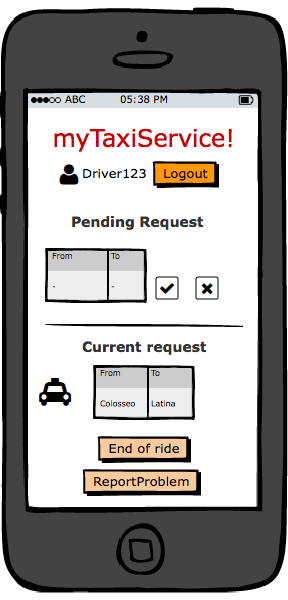 ABC 05:38 PM
myTaxiService!
Driver123 Logout
Pending Request
From To
- -
Current request
From To
Colosseo Latina
End of ride
ReportProblem